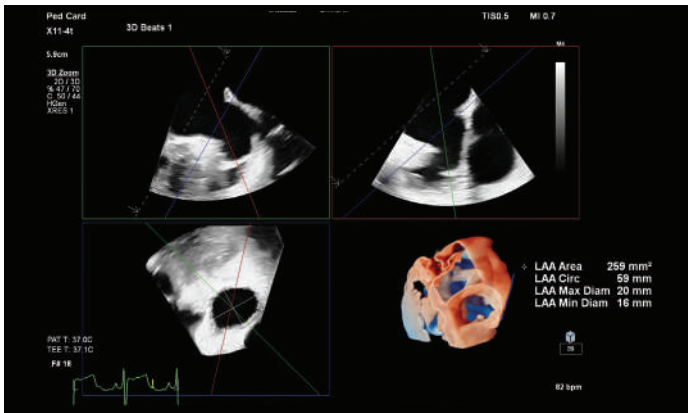 Ped Card
X11-4t
5.9cm
3D Beats 1
TIS0.5 MI 0.7
M4
3D Zoom
2D / 3D
% 47 / 70
C 50 / 44
HGen
XRES 1
LAA Area 259 mm²
LAA Circ 59 mm
LAA Max Diam 20 mm
LAA Min Diam 16 mm
PAT T: 37.0C
TEE T: 37.1C
F# 18
82 bpm